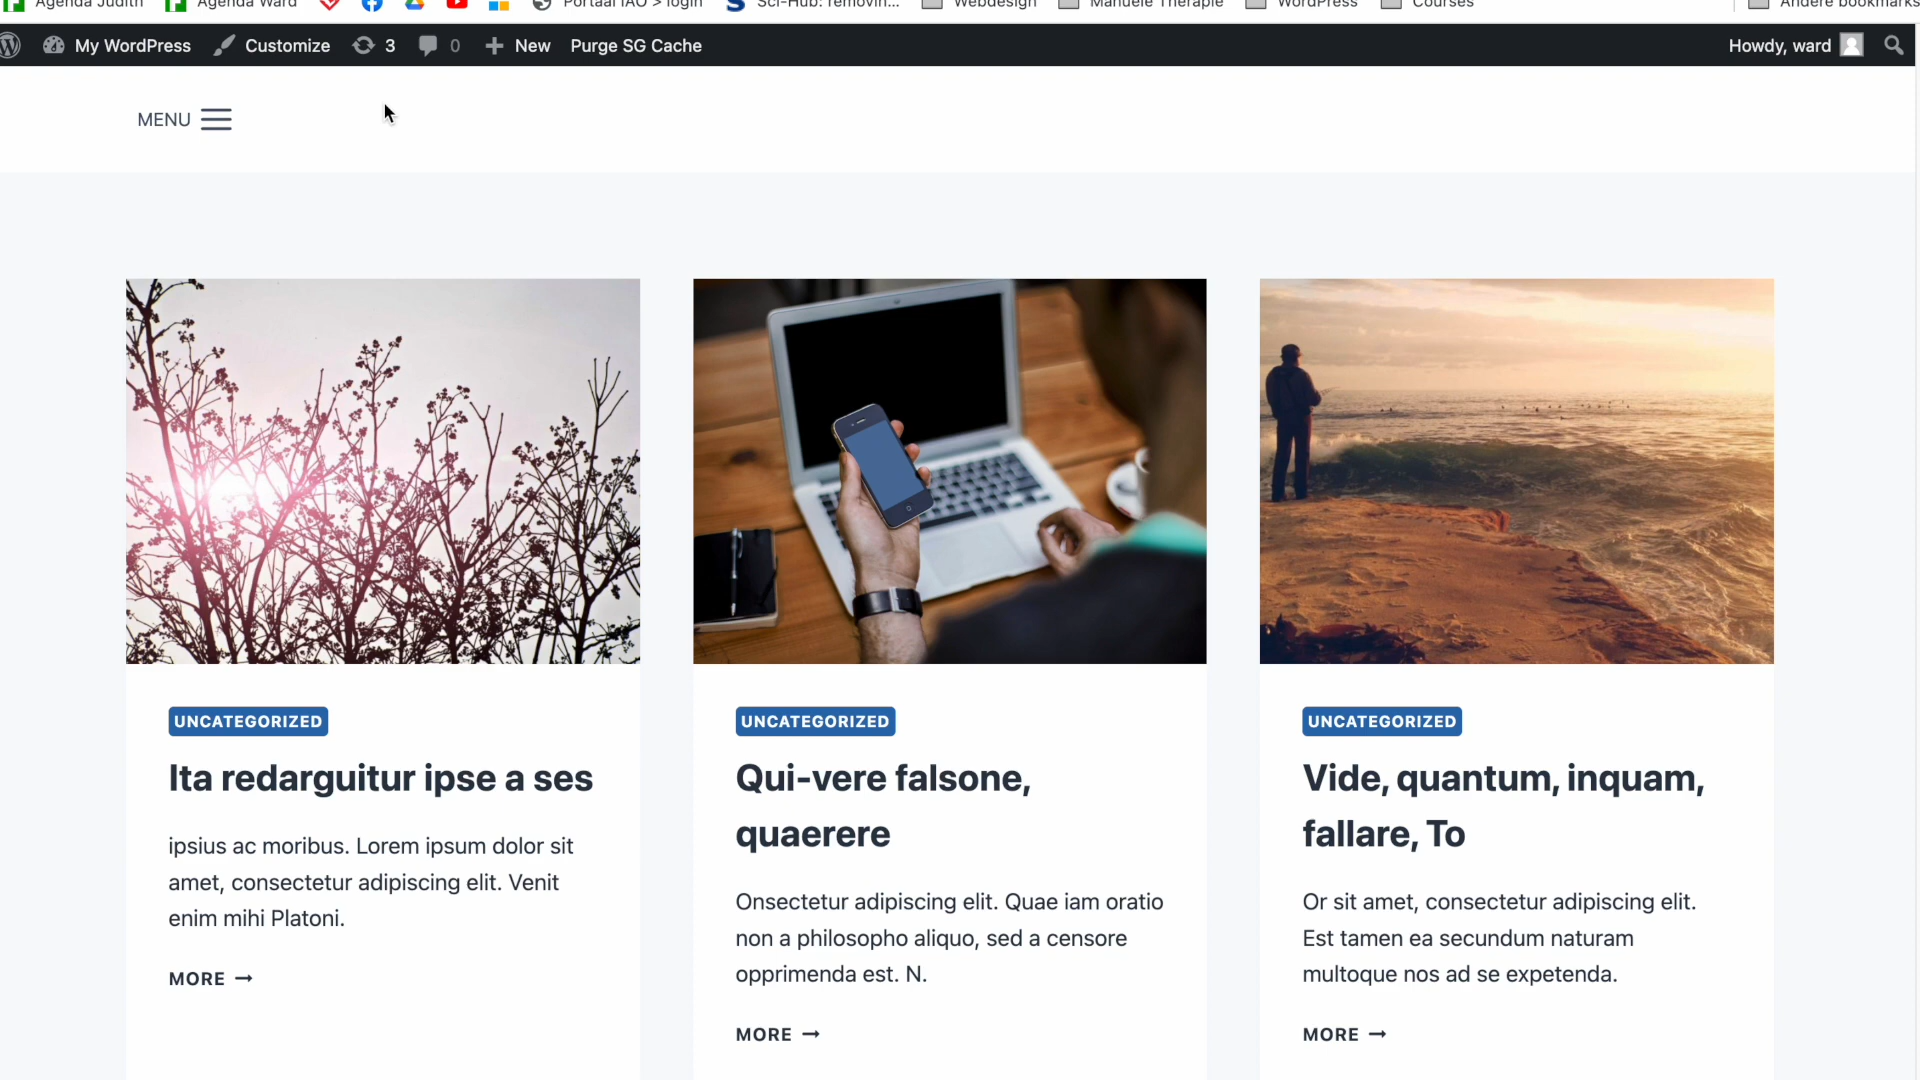 Agenda Judith Agenda Ward Portaal IAO > login Sci-Hub: removin... Webdesign Manuele Therapie WordPress Courses Andere bookmarks
My WordPress Customize 3 0 New Purge SG Cache Howdy, ward
MENU
UNCATEGORIZED
Ita redarguitur ipse a ses
ipsius ac moribus. Lorem ipsum dolor sit
amet, consectetur adipiscing elit. Venit
enim mihi Platoni.
MORE →
UNCATEGORIZED
Qui-vere falsone,
quaerere
Onsectetur adipiscing elit. Quae iam oratio
non a philosopho aliquo, sed a censore
opprimenda est. N.
MORE →
UNCATEGORIZED
Vide, quantum, inquam,
fallare, To
Or sit amet, consectetur adipiscing elit.
Est tamen ea secundum naturam
multoque nos ad se expetenda.
MORE →